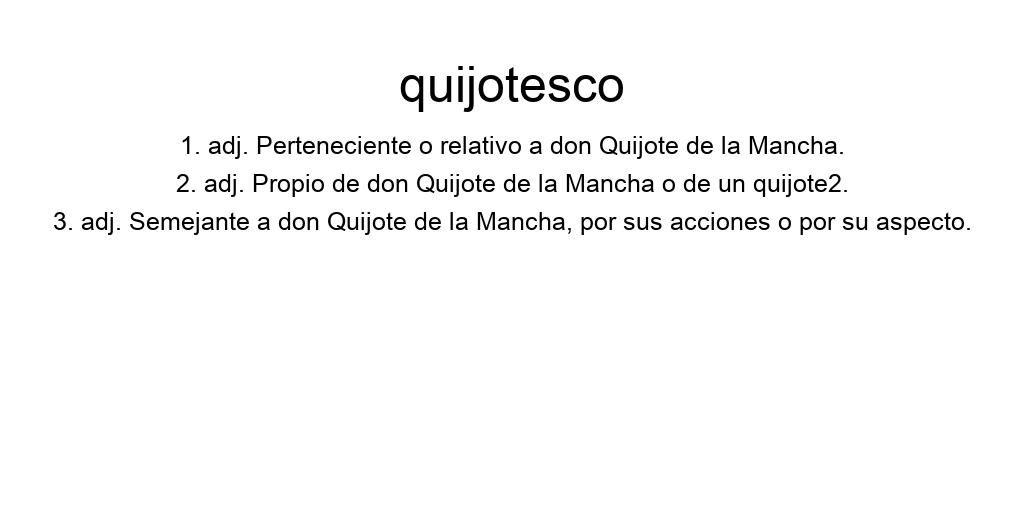 quijotesco
1. adj. Perteneciente o relativo a don Quijote de la Mancha.
2. adj. Propio de don Quijote de la Mancha o de un quijote2.
3. adj. Semejante a don Quijote de la Mancha, por sus acciones o por su aspecto.